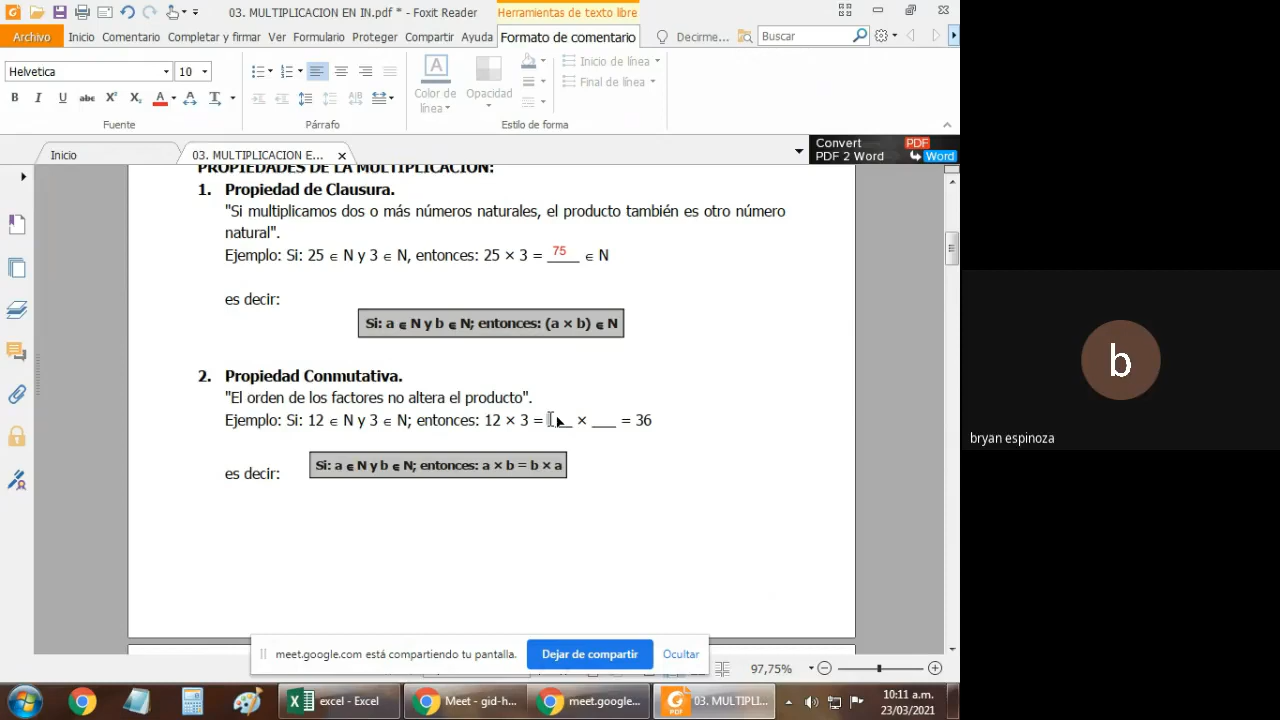 03. MULTIPLICACION EN IN.pdf * - Foxit Reader
Herramientas de texto libre
Archivo Inicio Comentario Completar y firmar Ver Formulario Proteger Compartir Ayuda Formato de comentario Decirme... Buscar
Helvetica 10
Color de línea
Opacidad
Inicio de línea
Final de línea
Fuente Párrafo Estilo de forma
Inicio
03. MULTIPLICACION E...
Convert PDF
PDF 2 Word Word
PROPIEDADES DE LA MULTIPLICACIÓN:
1. Propiedad de Clausura.
"Si multiplicamos dos o más números naturales, el producto también es otro número
natural".
Ejemplo: Si: 25 ∈ N y 3 ∈ N, entonces: 25 × 3 = 75 ∈ N
es decir:
Si: a ∈ N y b ∈ N; entonces: (a × b) ∈ N
2. Propiedad Conmutativa.
"El orden de los factores no altera el producto".
Ejemplo: Si: 12 ∈ N y 3 ∈ N; entonces: 12 × 3 = ___ × ___ = 36
es decir:
Si: a ∈ N y b ∈ N; entonces: a × b = b × a
b
bryan espinoza
meet.google.com está compartiendo tu pantalla. Dejar de compartir Ocultar
97,75%
excel - Excel
Meet - gid-h...
meet.google...
03. MULTIPLI...
10:11 a.m.
23/03/2021